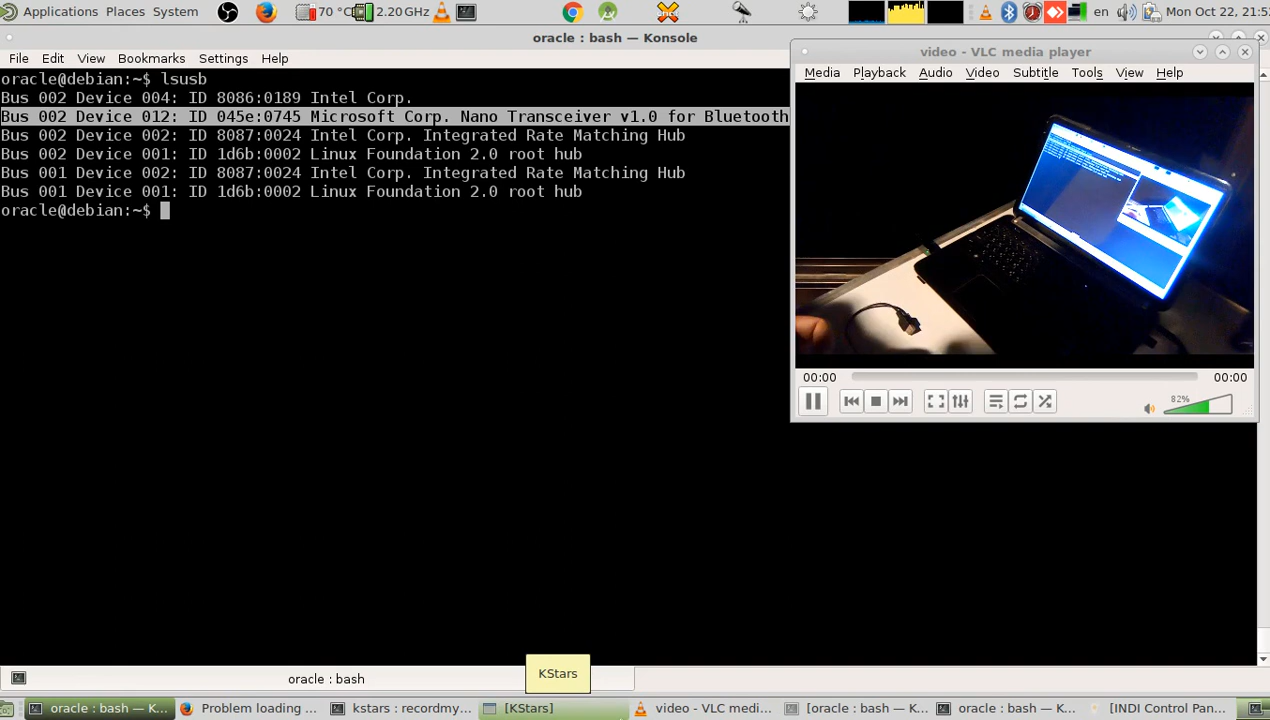 Applications Places System 70 °C 2.20 GHz en Mon Oct 22, 21:5
oracle : bash — Konsole
File Edit View Bookmarks Settings Help
oracle@debian:~$ lsusb
Bus 002 Device 004: ID 8086:0189 Intel Corp.
Bus 002 Device 012: ID 045e:0745 Microsoft Corp. Nano Transceiver v1.0 for Bluetooth
Bus 002 Device 002: ID 8087:0024 Intel Corp. Integrated Rate Matching Hub
Bus 002 Device 001: ID 1d6b:0002 Linux Foundation 2.0 root hub
Bus 001 Device 002: ID 8087:0024 Intel Corp. Integrated Rate Matching Hub
Bus 001 Device 001: ID 1d6b:0002 Linux Foundation 2.0 root hub
oracle@debian:~$
video - VLC media player
Media Playback Audio Video Subtitle Tools View Help
00:00 00:00
82%
KStars
oracle : bash
oracle : bash — K... Problem loading ... kstars : recordmy... [KStars] video - VLC medi... [oracle : bash — K... oracle : bash — K... [INDI Control Pan...